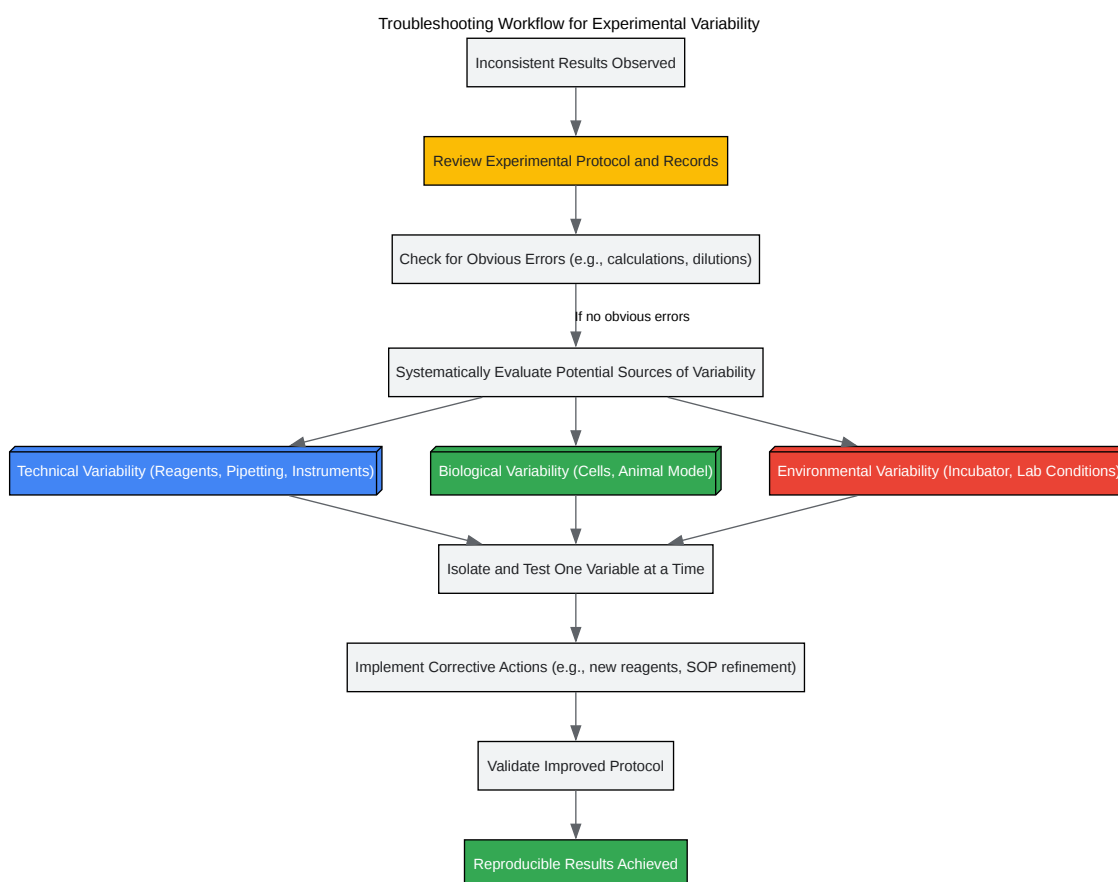 Troubleshooting Workflow for Experimental Variability
Inconsistent Results Observed
Review Experimental Protocol and Records
Check for Obvious Errors (e.g., calculations, dilutions)
If no obvious errors
Systematically Evaluate Potential Sources of Variability
Technical Variability (Reagents, Pipetting, Instruments)
Biological Variability (Cells, Animal Model)
Environmental Variability (Incubator, Lab Conditions)
Isolate and Test One Variable at a Time
Implement Corrective Actions (e.g., new reagents, SOP refinement)
Validate Improved Protocol
Reproducible Results Achieved